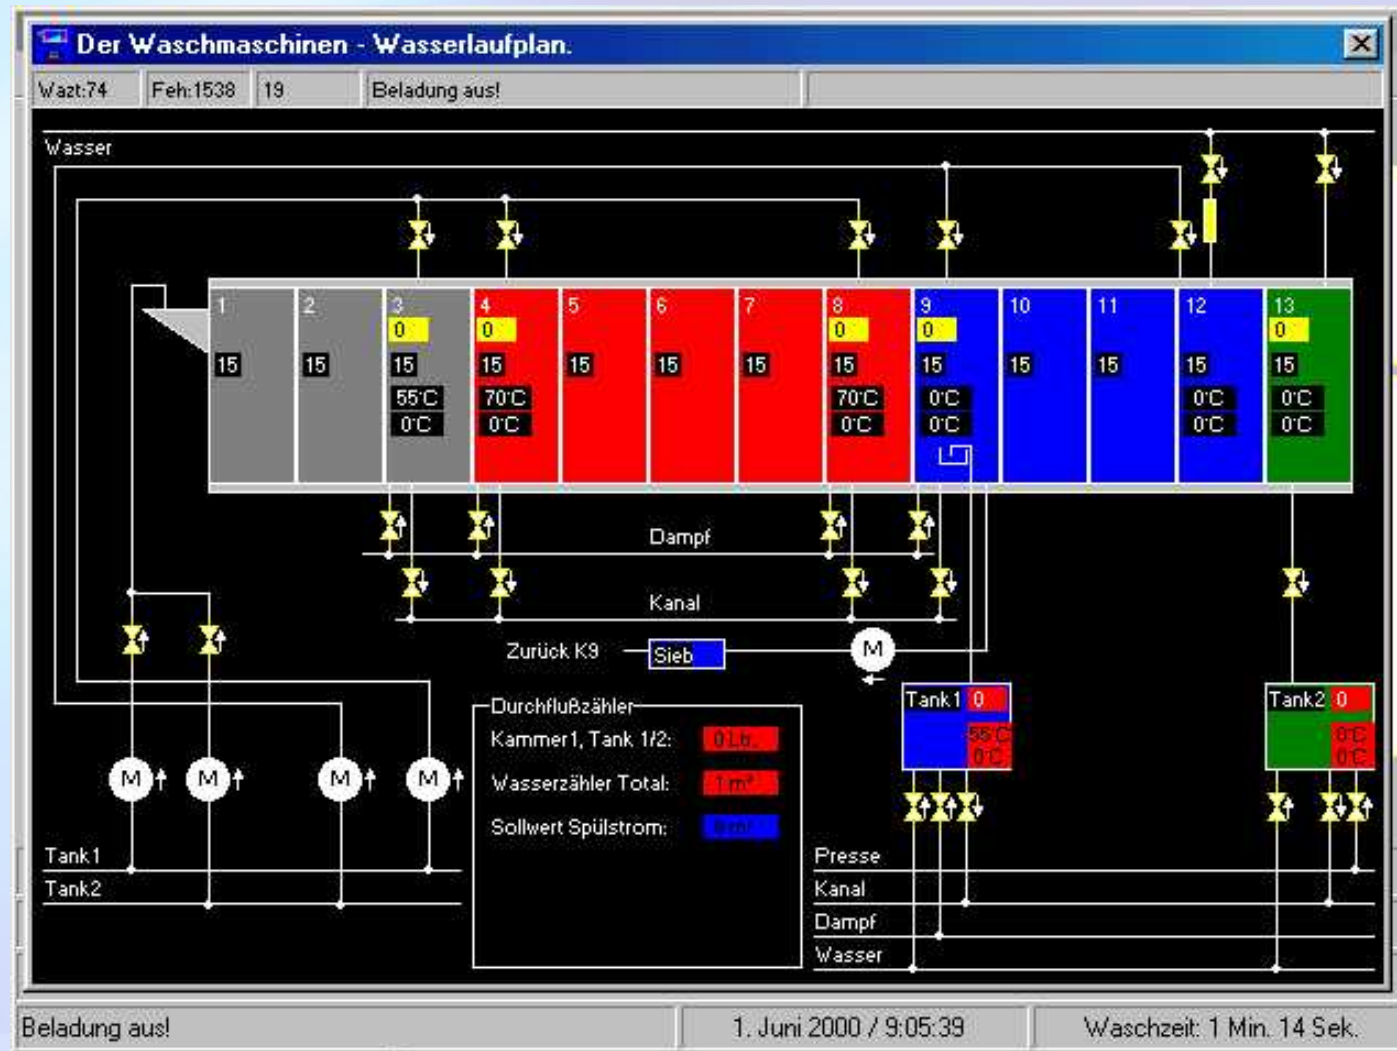 Der Waschmaschinen - Wasserlaufplan.
Wazt:74 Feh:1538 19 Beladung aus!
Wasser
1 2 3 4 5 6 7 8 9 10 11 12 13
0 0 0 0 0
15 15 15 15 15 15 15 15 15 15 15 15 15
55°C 70°C 70°C 0°C 0°C 0°C
0°C 0°C 0°C 0°C 0°C 0°C
Dampf
Kanal
Zurück K9 Sieb M
Tank1 0 Tank2 0
55°C 0°C
0°C 0°C
Durchflußzähler
Kammer1, Tank 1/2: 0 Lb.
Wasserzähler Total: 1 m³
Sollwert Spülstrom:
M M M M
Tank1
Tank2
Presse
Kanal
Dampf
Wasser
Beladung aus! 1. Juni 2000 / 9:05:39 Waschzeit: 1 Min. 14 Sek.